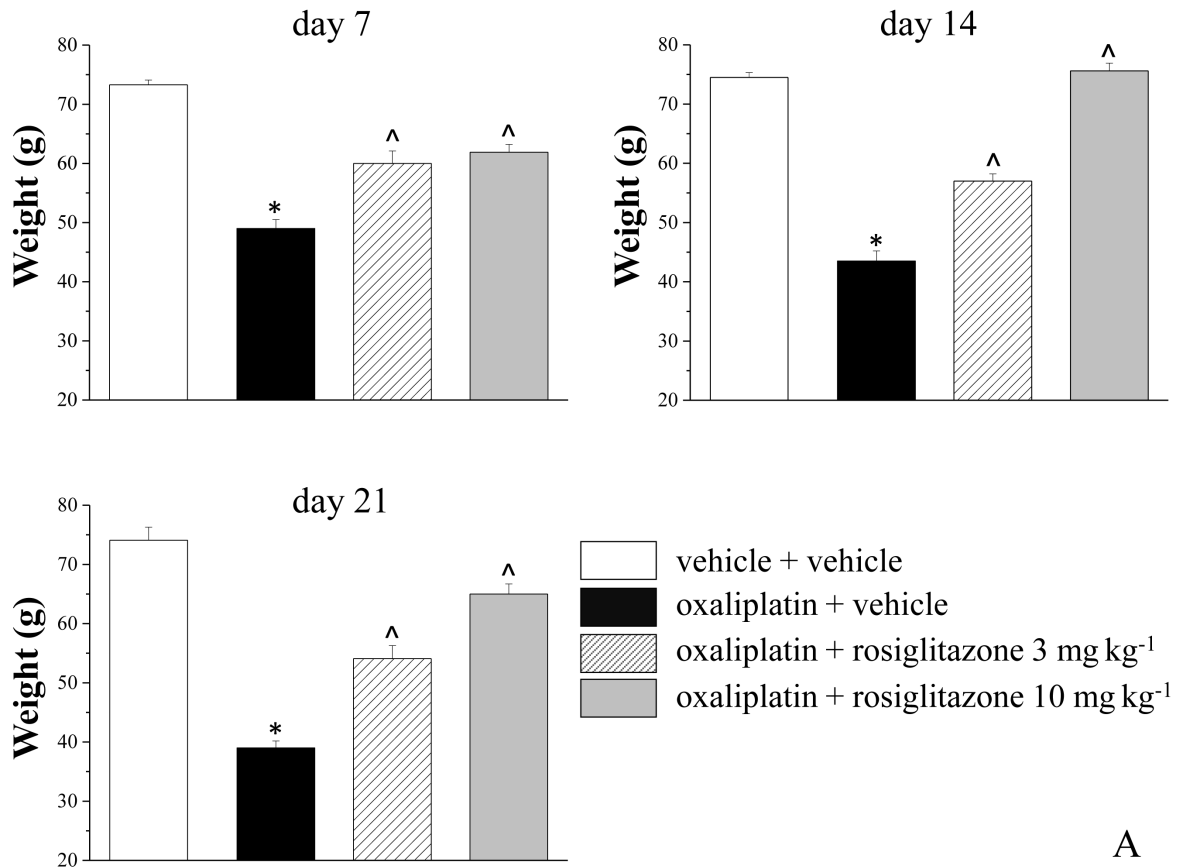 day 7
80
70
60
50
40
30
20
Weight (g)
*
^
^
day 14
80
70
60
50
40
30
20
Weight (g)
*
^
^
day 21
80
70
60
50
40
30
20
Weight (g)
*
^
^
vehicle + vehicle
oxaliplatin + vehicle
oxaliplatin + rosiglitazone 3 mg kg⁻¹
oxaliplatin + rosiglitazone 10 mg kg⁻¹
A